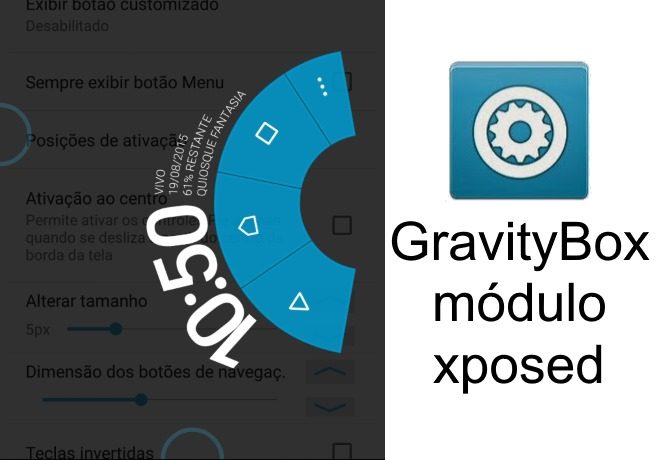 Exibir botão customizado
Desabilitado
Sempre exibir botão Menu
Posições de ativação
Ativação ao centro
Permite ativar os
quando se desliza
borda da tela
Alterar tamanho
5px
Dimensão dos botões de navegaç.
Teclas invertidas
VIVO
19/08/2015
61% RESTANTE
QUIOSQUE FANTASIA
10:50
GravityBox
módulo
xposed